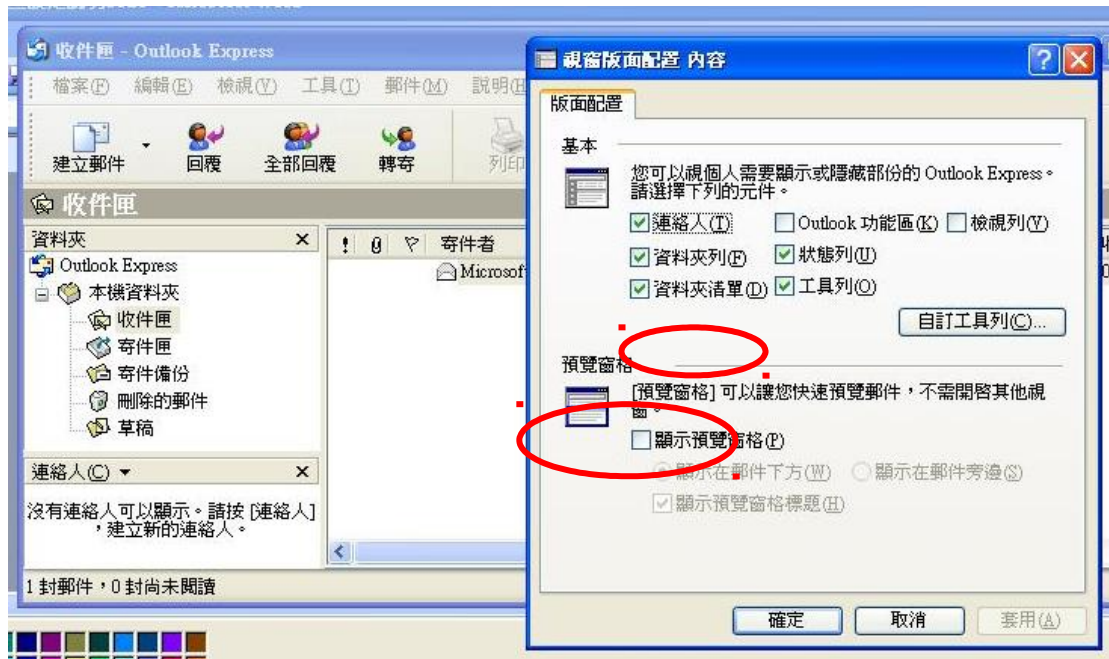 收件匣 - Outlook Express
檔案(F) 編輯(E) 檢視(V) 工具(T) 郵件(M) 說明(H
建立郵件 回覆 全部回覆 轉寄 列印
收件匣
資料夾
Outlook Express
本機資料夾
收件匣
寄件匣
寄件備份
刪除的郵件
草稿
連絡人(C)
沒有連絡人可以顯示。請按 [連絡人]
，建立新的連絡人。
寄件者
Microsoft
1 封郵件，0 封尚未閱讀
視窗版面配置 內容
版面配置
基本
您可以視個人需要顯示或隱藏部份的 Outlook Express。
請選擇下列的元件。
連絡人(T) Outlook 功能區(K) 檢視列(V)
資料夾列(F) 狀態列(U)
資料夾清單(D) 工具列(O)
自訂工具列(C)...
預覽窗格
[預覽窗格] 可以讓您快速預覽郵件，不需開啓其他視
窗。
顯示預覽窗格(P)
顯示在郵件下方(W) 顯示在郵件旁邊(S)
顯示預覽窗格標題(H)
確定 取消 套用(A)